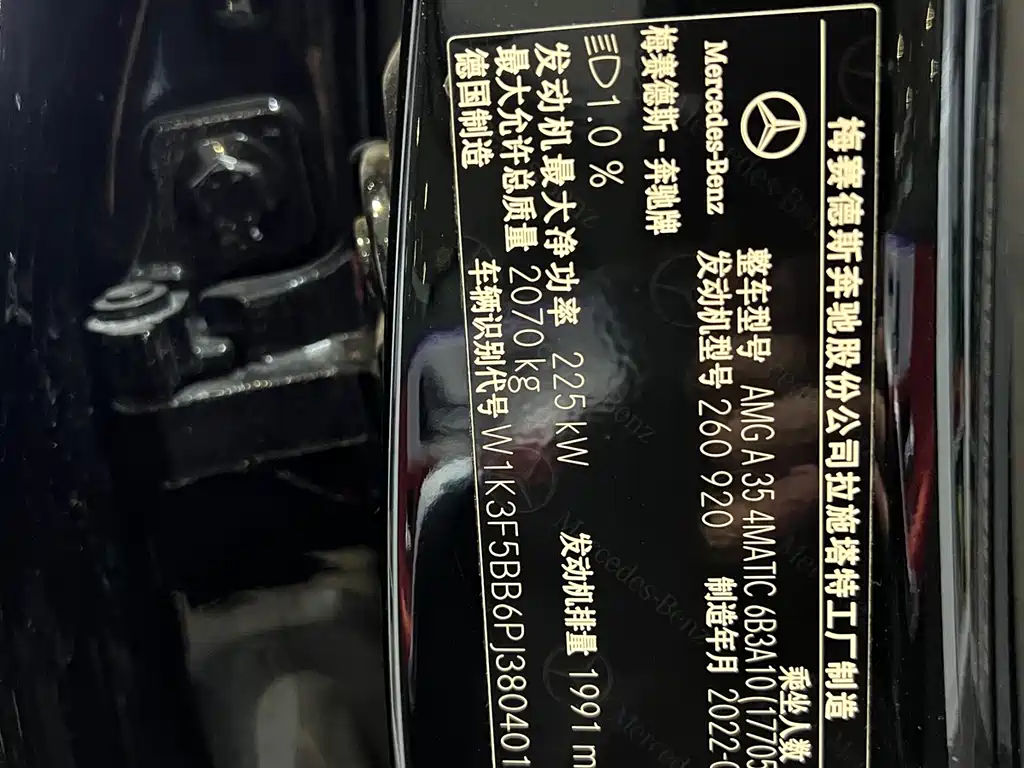 梅赛德斯奔驰股份公司拉施塔特工厂制造
乘坐人数
Mercedes-Benz
整车型号 AMG A 35 4MATIC 6B3A10(17705
发动机型号 260 920 制造年月 2022-
梅赛德斯-奔驰牌
1.0 %
发动机最大净功率 225 kW 发动机排量 1991 m
最大允许总质量 2070 kg
德国制造 车辆识别代号 W1K3F5BB6PJ380401